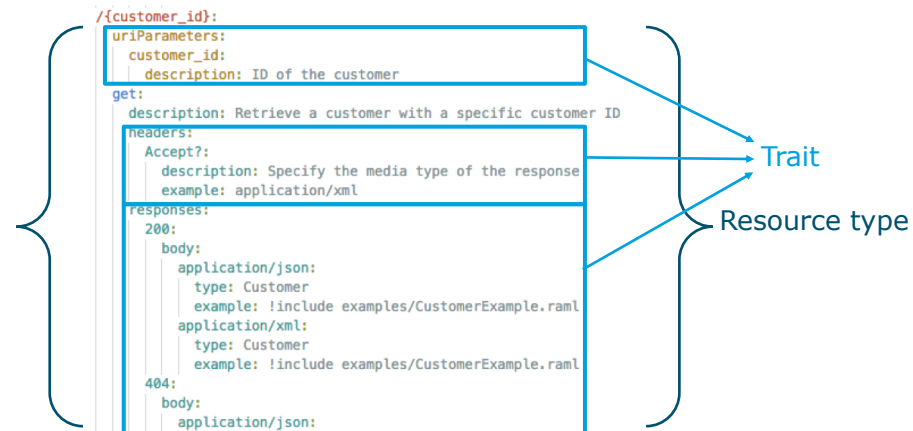 /{customer_id}:
uriParameters:
customer_id:
description: ID of the customer
get:
description: Retrieve a customer with a specific customer ID
headers:
Accept?:
description: Specify the media type of the response
example: application/xml
responses:
200:
body:
application/json:
type: Customer
example: !include examples/CustomerExample.raml
application/xml:
type: Customer
example: !include examples/CustomerExample.raml
404:
body:
application/json:
Trait
Resource type